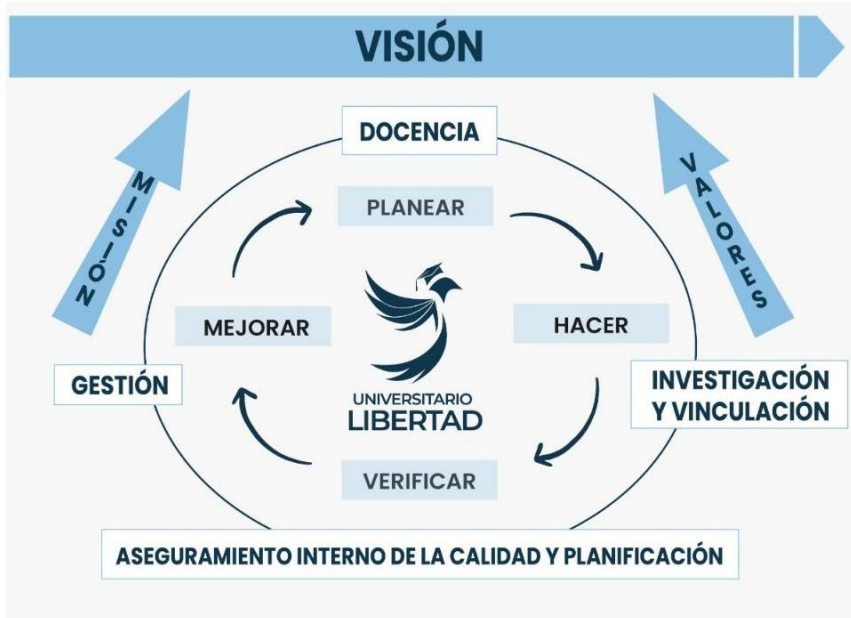 VISIÓN
MISIÓN
VALORES
DOCENCIA
PLANEAR
MEJORAR
HACER
GESTIÓN
UNIVERSITARIO
LIBERTAD
INVESTIGACIÓN
Y VINCULACIÓN
VERIFICAR
ASEGURAMIENTO INTERNO DE LA CALIDAD Y PLANIFICACIÓN